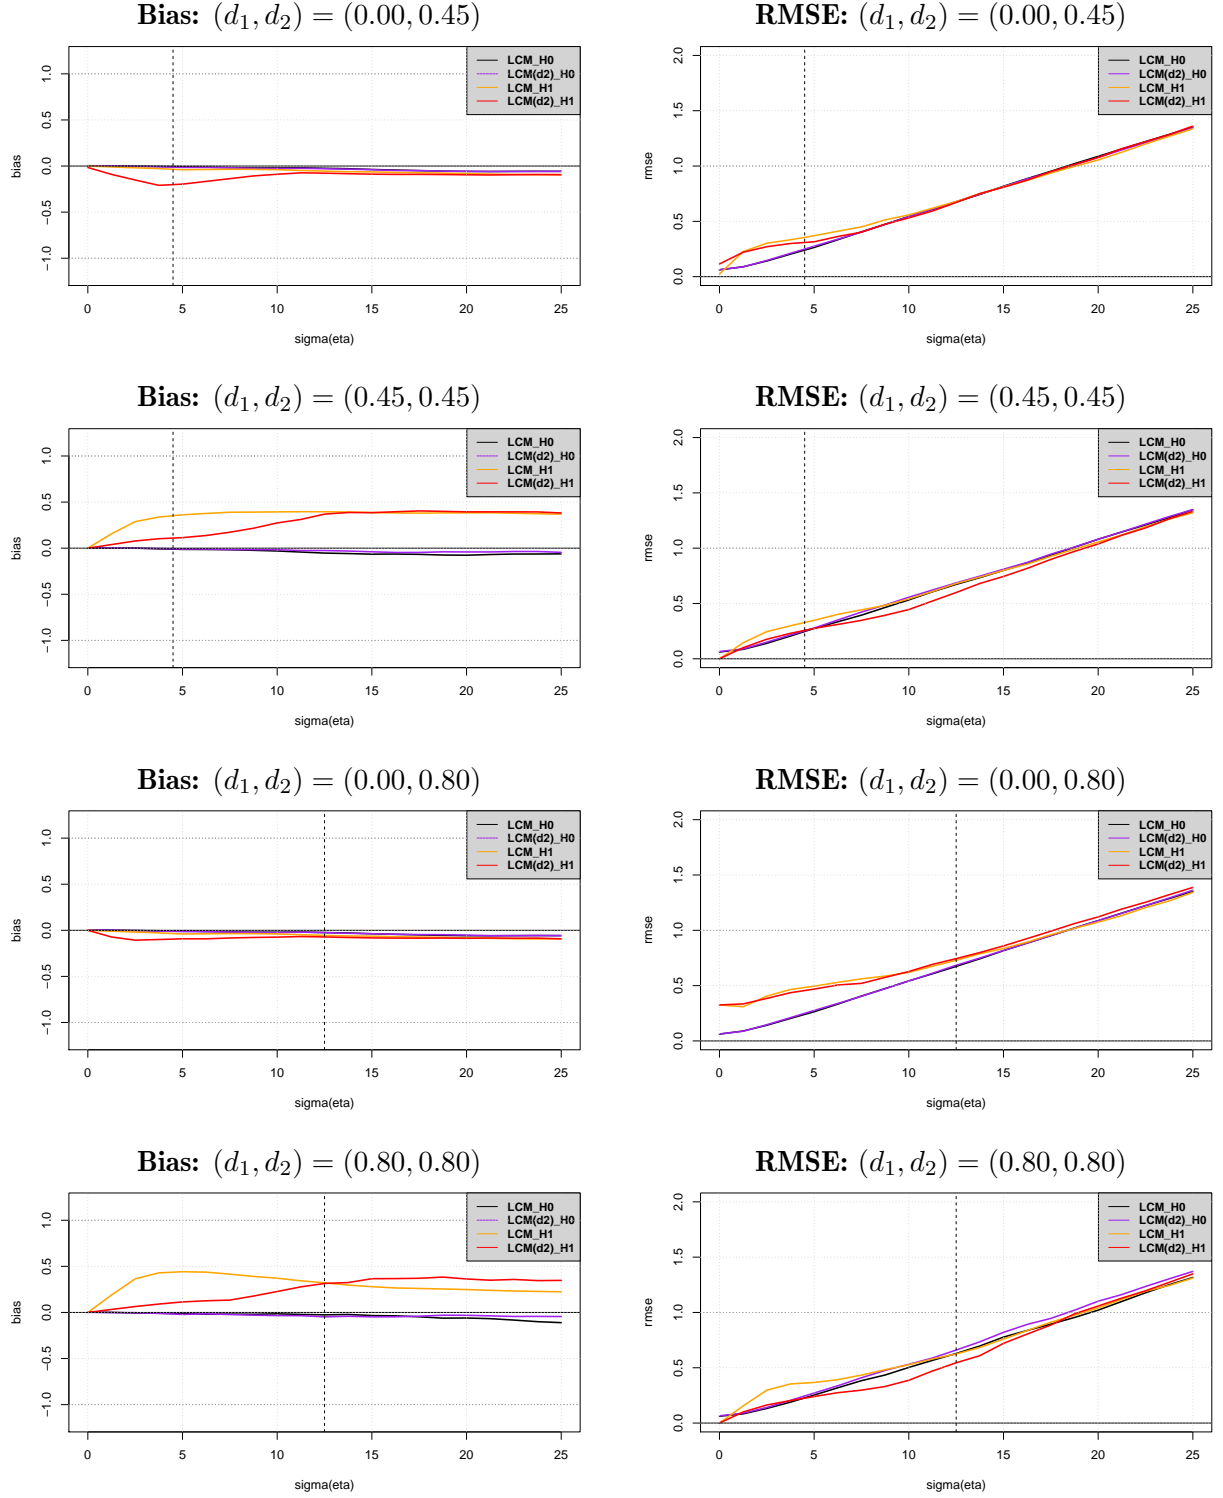 Bias: (d₁, d₂) = (0.00, 0.45)
1.0
0.5
0.0
−0.5
−1.0
bias
LCM_H0
LCM(d2)_H0
LCM_H1
LCM(d2)_H1
0 5 10 15 20 25
sigma(eta)
RMSE: (d₁, d₂) = (0.00, 0.45)
2.0
1.5
1.0
0.5
0.0
rmse
LCM_H0
LCM(d2)_H0
LCM_H1
LCM(d2)_H1
0 5 10 15 20 25
sigma(eta)
Bias: (d₁, d₂) = (0.45, 0.45)
1.0
0.5
0.0
−0.5
−1.0
bias
LCM_H0
LCM(d2)_H0
LCM_H1
LCM(d2)_H1
0 5 10 15 20 25
sigma(eta)
RMSE: (d₁, d₂) = (0.45, 0.45)
2.0
1.5
1.0
0.5
0.0
rmse
LCM_H0
LCM(d2)_H0
LCM_H1
LCM(d2)_H1
0 5 10 15 20 25
sigma(eta)
Bias: (d₁, d₂) = (0.00, 0.80)
1.0
0.5
0.0
−0.5
−1.0
bias
LCM_H0
LCM(d2)_H0
LCM_H1
LCM(d2)_H1
0 5 10 15 20 25
sigma(eta)
RMSE: (d₁, d₂) = (0.00, 0.80)
2.0
1.5
1.0
0.5
0.0
rmse
LCM_H0
LCM(d2)_H0
LCM_H1
LCM(d2)_H1
0 5 10 15 20 25
sigma(eta)
Bias: (d₁, d₂) = (0.80, 0.80)
1.0
0.5
0.0
−0.5
−1.0
bias
LCM_H0
LCM(d2)_H0
LCM_H1
LCM(d2)_H1
0 5 10 15 20 25
sigma(eta)
RMSE: (d₁, d₂) = (0.80, 0.80)
2.0
1.5
1.0
0.5
0.0
rmse
LCM_H0
LCM(d2)_H0
LCM_H1
LCM(d2)_H1
0 5 10 15 20 25
sigma(eta)